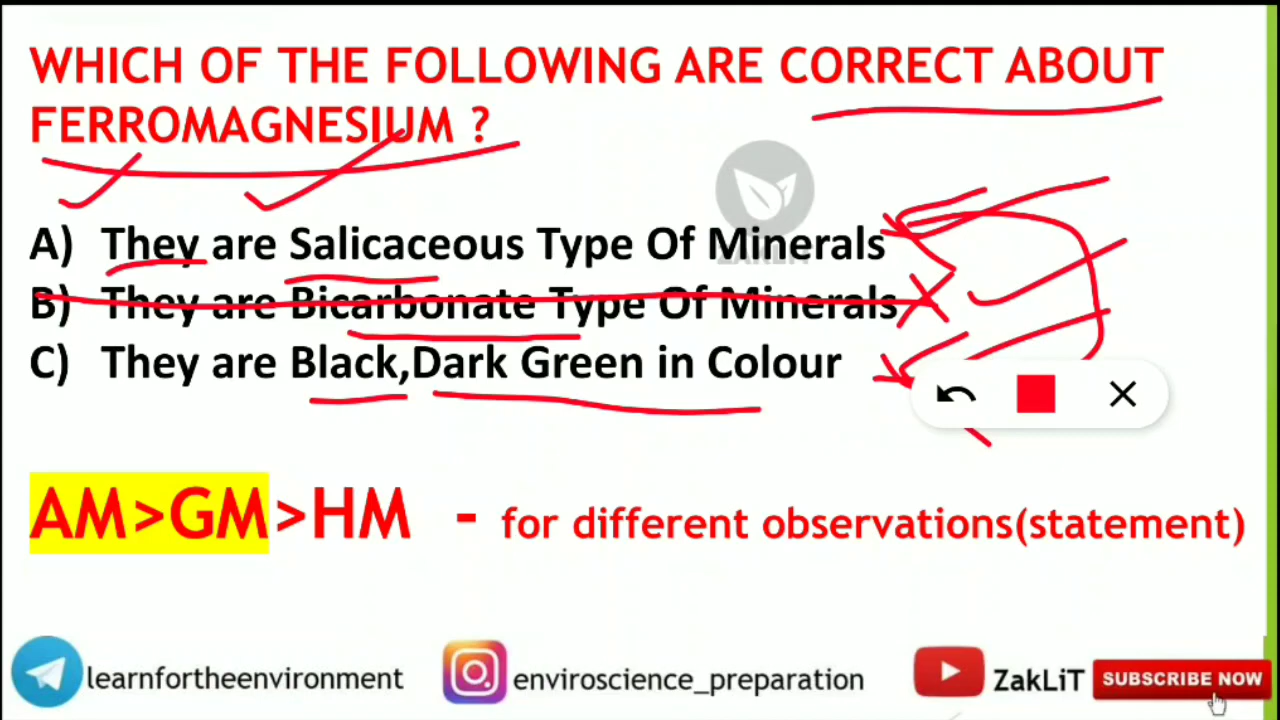 WHICH OF THE FOLLOWING ARE CORRECT ABOUT
FERROMAGNESIUM ?
ZAKLIT
A) They are Salicaceous Type Of Minerals
B) They are Bicarbonate Type Of Minerals
C) They are Black,Dark Green in Colour
AM>GM>HM - for different observations(statement)
learnfortheenvironment enviroscience_preparation ZakLiT SUBSCRIBE NOW